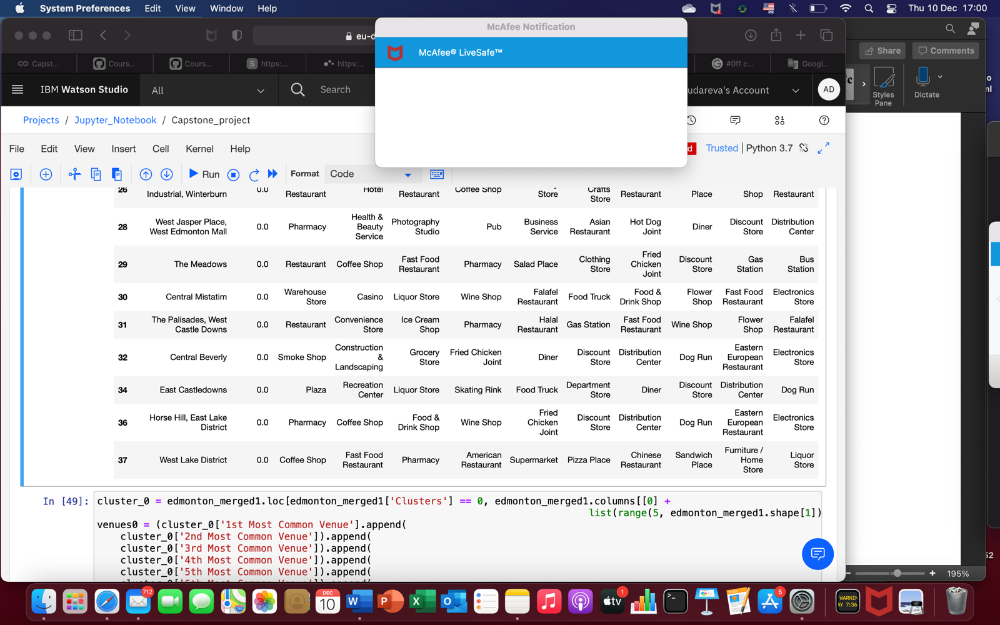 System Preferences Edit View Window Help Thu 10 Dec 17:00
McAfee Notification
McAfee® LiveSafe™
eu-d
Share Comments
Capst... Cours... Cours... https:... https:... #0ff c... Googl...
IBM Watson Studio All Search udareva's Account AD
Styles Pane
Dictate
Projects / Jupyter_Notebook / Capstone_project
File Edit View Insert Cell Kernel Help
d Trusted | Python 3.7
Run Format Code
26 Industrial, Winterburn 0.0 Restaurant Hotel Restaurant Coffee Shop Store Crafts Store Restaurant Place Shop Restaurant
28 West Jasper Place, West Edmonton Mall 0.0 Pharmacy Health & Beauty Service Photography Studio Pub Business Service Asian Restaurant Hot Dog Joint Diner Discount Store Distribution Center
29 The Meadows 0.0 Restaurant Coffee Shop Fast Food Restaurant Pharmacy Salad Place Clothing Store Fried Chicken Joint Discount Store Gas Station Bus Station
30 Central Mistatim 0.0 Warehouse Store Casino Liquor Store Wine Shop Falafel Restaurant Food Truck Food & Drink Shop Flower Shop Fast Food Restaurant Electronics Store
31 The Palisades, West Castle Downs 0.0 Restaurant Convenience Store Ice Cream Shop Pharmacy Halal Restaurant Gas Station Fast Food Restaurant Wine Shop Flower Shop Falafel Restaurant
32 Central Beverly 0.0 Smoke Shop Construction & Landscaping Grocery Store Fried Chicken Joint Diner Discount Store Distribution Center Dog Run Eastern European Restaurant Electronics Store
34 East Castledowns 0.0 Plaza Recreation Center Liquor Store Skating Rink Food Truck Department Store Diner Discount Store Distribution Center Dog Run
36 Horse Hill, East Lake District 0.0 Pharmacy Coffee Shop Food & Drink Shop Wine Shop Fried Chicken Joint Discount Store Distribution Center Dog Run Eastern European Restaurant Electronics Store
37 West Lake District 0.0 Coffee Shop Fast Food Restaurant Pharmacy American Restaurant Supermarket Pizza Place Chinese Restaurant Sandwich Place Furniture / Home Store Liquor Store
In [49]: cluster_0 = edmonton_merged1.loc[edmonton_merged1['Clusters'] == 0, edmonton_merged1.columns[[0] +
list(range(5, edmonton_merged1.shape[1])
venues0 = (cluster_0['1st Most Common Venue'].append(
cluster_0['2nd Most Common Venue']).append(
cluster_0['3rd Most Common Venue']).append(
cluster_0['4th Most Common Venue']).append(
cluster_0['5th Most Common Venue']).append(
195%
712 DEC 10 W P X O tv 1 5
WARNIN
AY 7:36